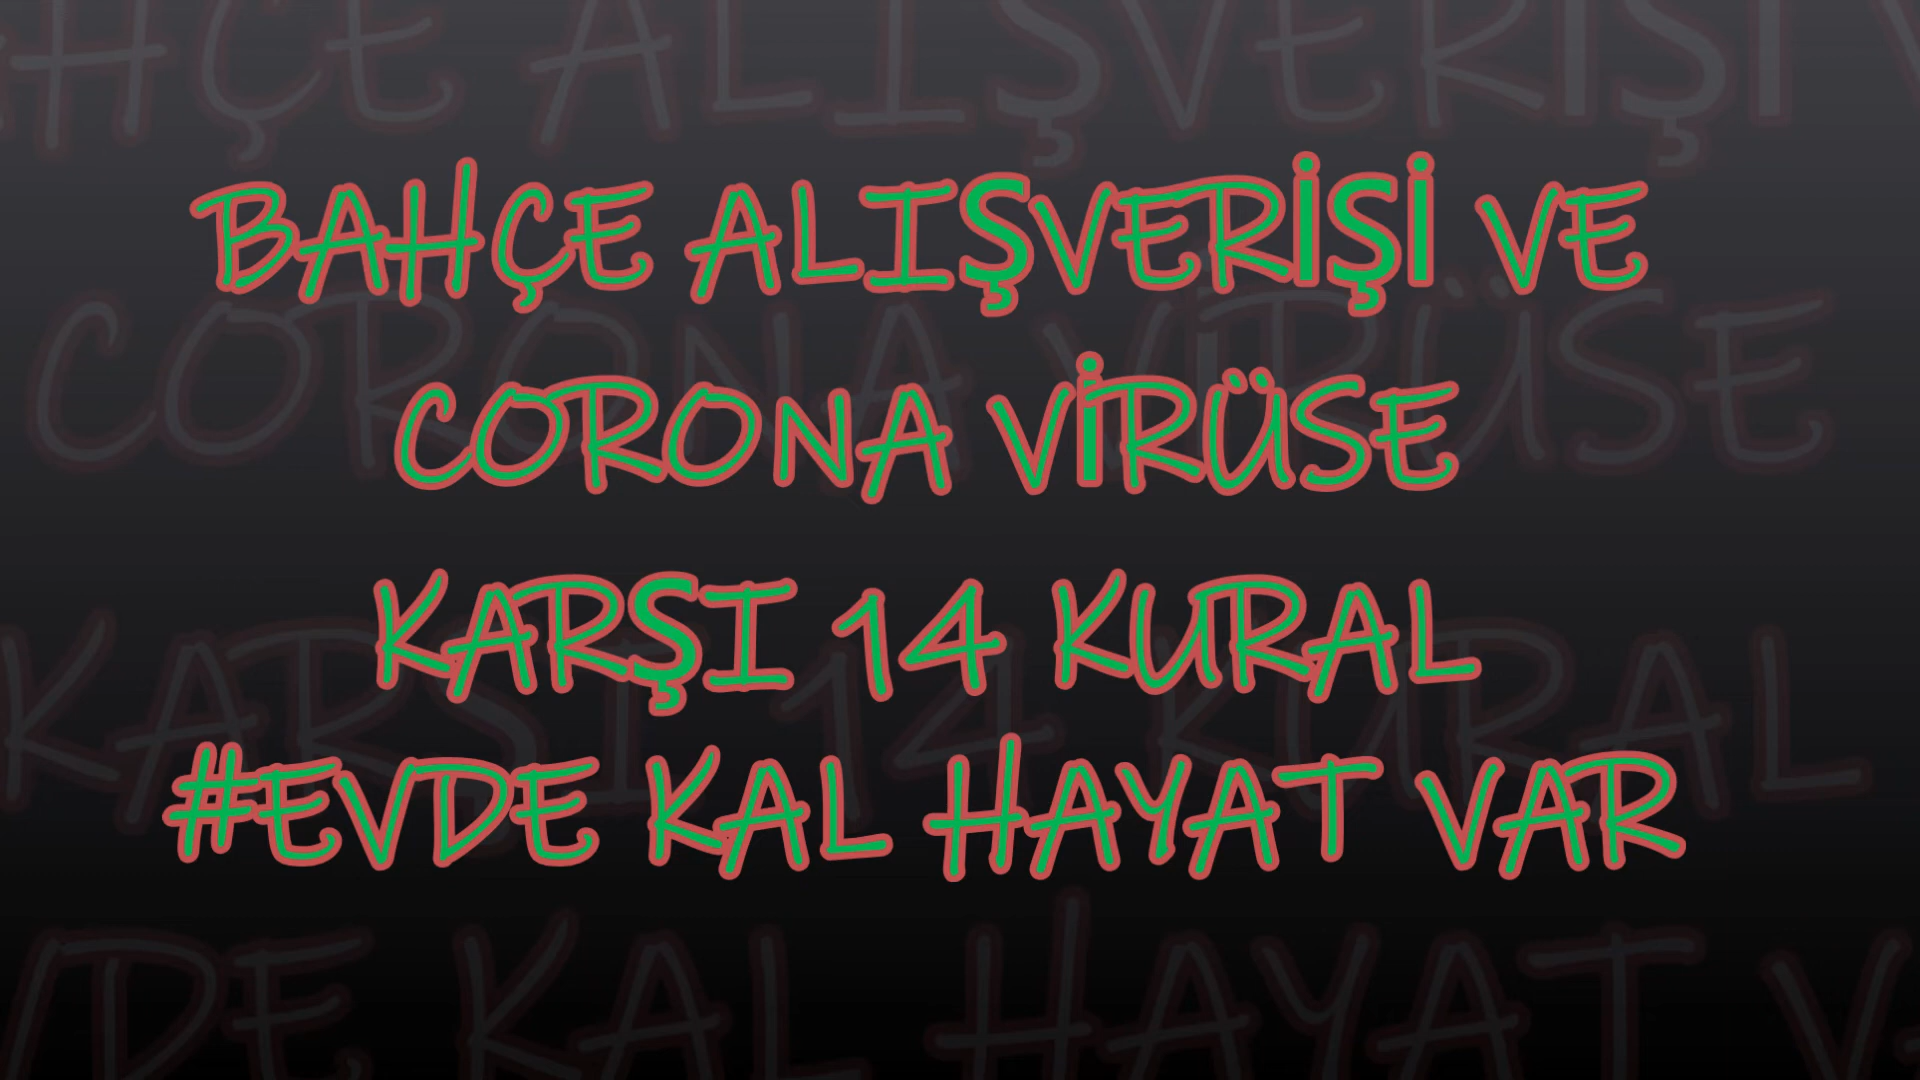 BAHÇE ALIŞVERİŞİ VE
CORONA VİRÜSE
KARŞI 14 KURAL
#EVDE KAL HAYAT VAR